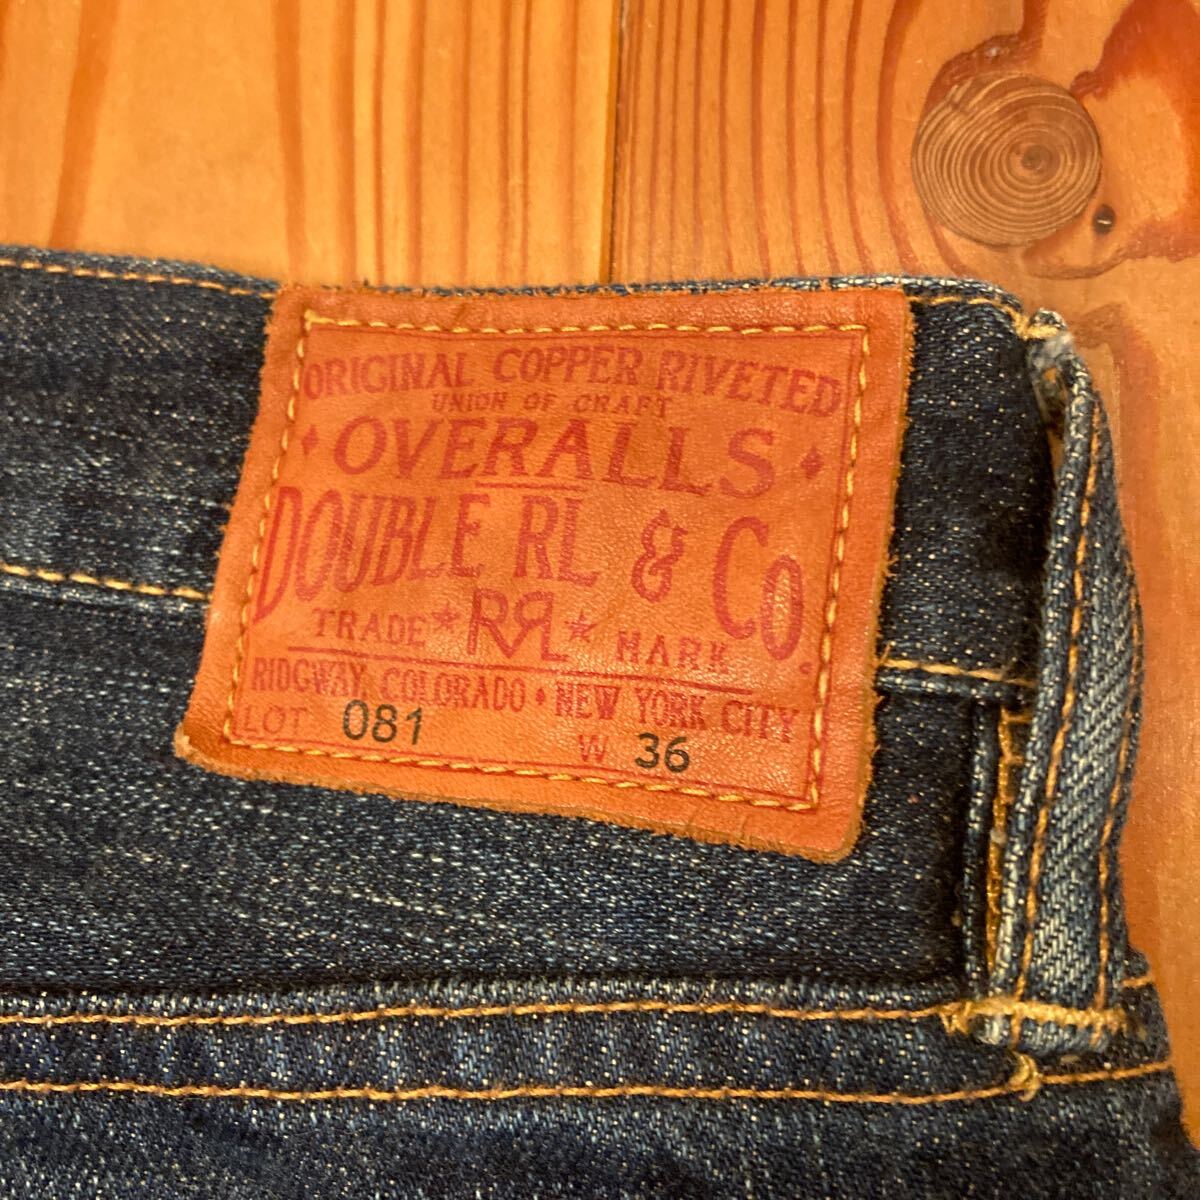 ORIGINAL COPPER RIVETED
UNION OF CRAFT
OVERALLS
DOUBLE RL & CO.
TRADE ★ RRL ★ MARK
RIDGWAY, COLORADO • NEW YORK CITY
LOT 081 W 36